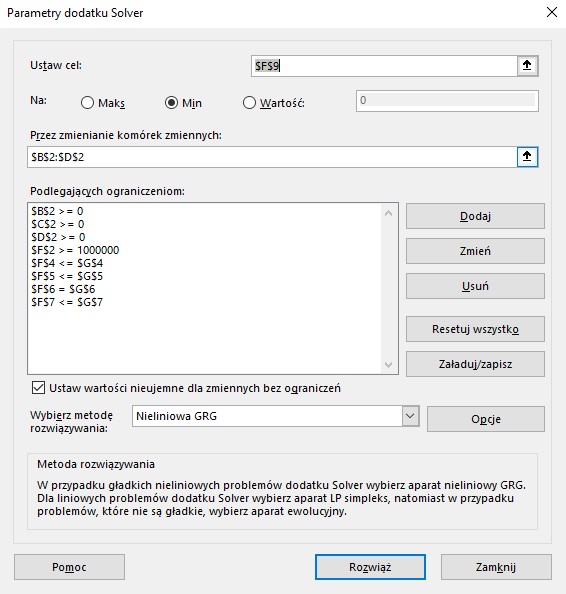 Parametry dodatku Solver
Ustaw cel:
$F$9
Na:
Maks
Min
Wartość:
0
Przez zmienianie komórek zmiennych:
$B$2:$D$2
Podlegających ograniczeniom:
$B$2 >= 0
$C$2 >= 0
$D$2 >= 0
$F$2 >= 1000000
$F$4 <= $G$4
$F$5 <= $G$5
$F$6 = $G$6
$F$7 <= $G$7
Dodaj
Zmień
Usuń
Resetuj wszystko
Załaduj/zapisz
Ustaw wartości nieujemne dla zmiennych bez ograniczeń
Wybierz metodę
rozwiązywania:
Nieliniowa GRG
Opcje
Metoda rozwiązywania
W przypadku gładkich nieliniowych problemów dodatku Solver wybierz aparat nieliniowy GRG.
Dla liniowych problemów dodatku Solver wybierz aparat LP simpleks, natomiast w przypadku
problemów, które nie są gładkie, wybierz aparat ewolucyjny.
Pomoc
Rozwiąż
Zamknij